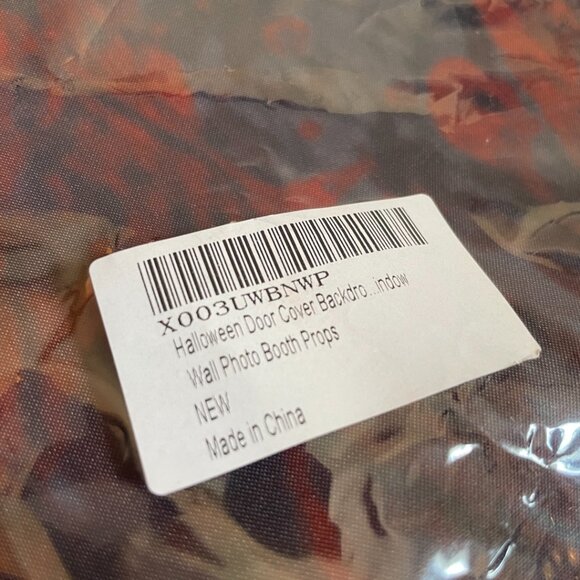 X003UWBNWP
Halloween Door Cover Backdro...indow
Wall Photo Booth Props
NEW
Made in China